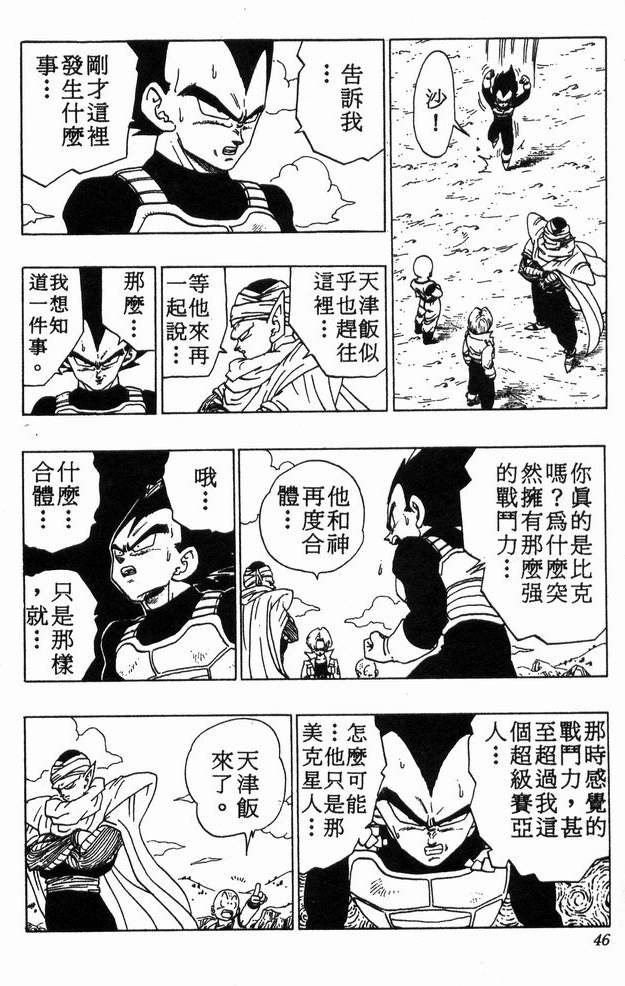 沙！
告訴我
⋯
剛才這裡
發生什麼
事⋯
天津飯似
乎也趕往
這裡⋯
等他來再
一起說⋯
那麼⋯
我想知
道一件事。
你真的是比克
嗎？爲什麼突
然擁有那麼强
的戰鬥力⋯
他和神
再度合
體⋯
哦⋯
什麼⋯
合體⋯
只是那樣
，就⋯
那時感覺的
戰鬥力，甚
至超過我這
個超級賽亞
人⋯
怎麼可能
⋯他只是那
美克星人⋯
天津飯
來了。
46